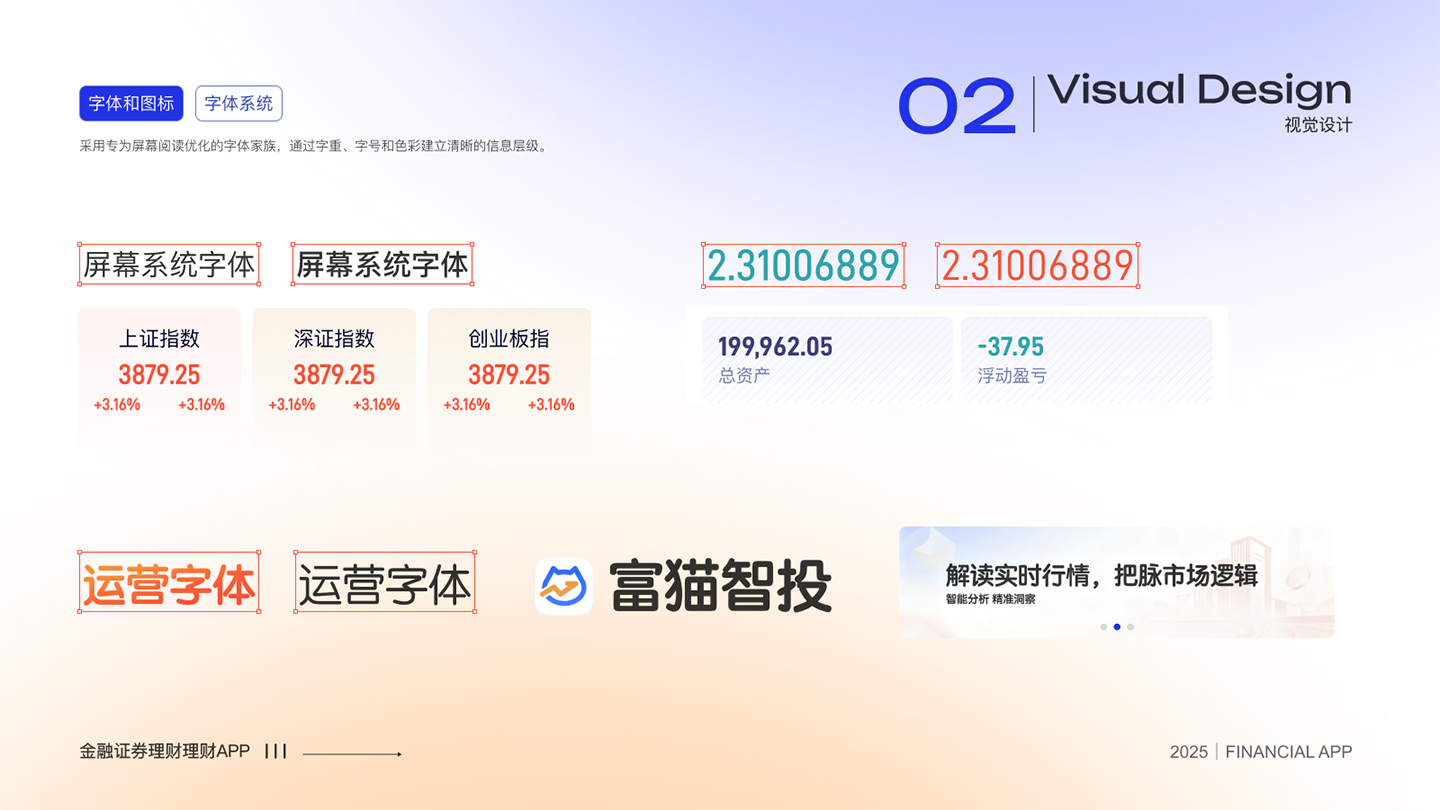 字体和图标 字体系统
采用专为屏幕阅读优化的字体家族，通过字重、字号和色彩建立清晰的信息层级。
02 Visual Design
视觉设计
屏幕系统字体 屏幕系统字体
上证指数 深证指数 创业板指
3879.25 3879.25 3879.25
+3.16% +3.16% +3.16% +3.16% +3.16% +3.16%
2.31006889 2.31006889
199,962.05 -37.95
总资产 浮动盈亏
运营字体 运营字体
富猫智投
解读实时行情，把脉市场逻辑
智能分析 精准洞察
金融证券理财理财APP
2025 | FINANCIAL APP